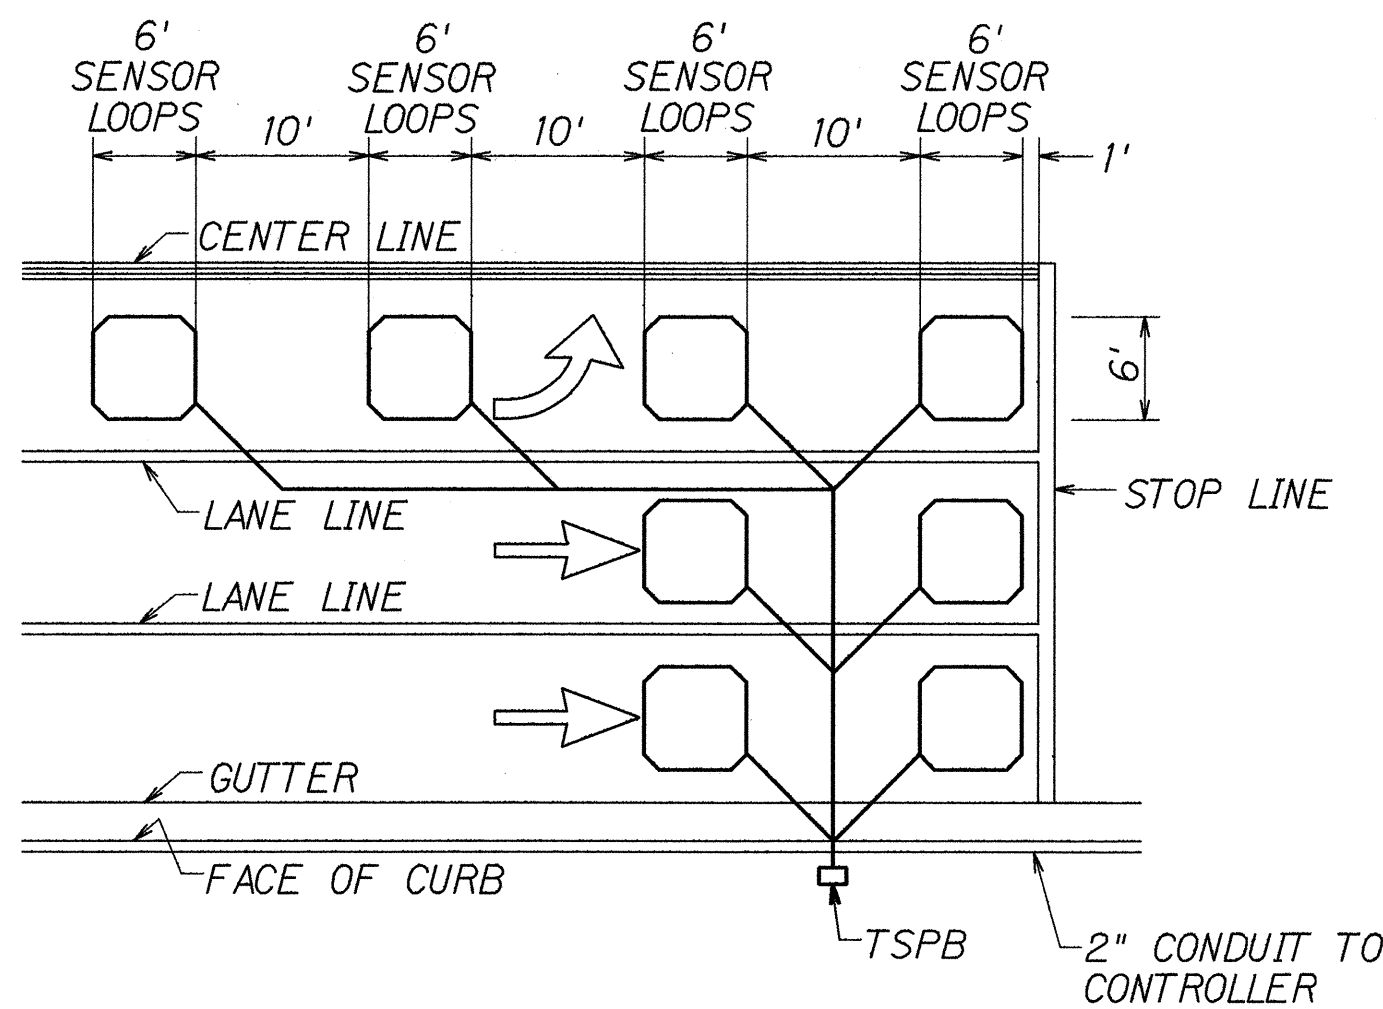 6'
SENSOR
LOOPS
6'
SENSOR
LOOPS
6'
SENSOR
LOOPS
6'
SENSOR
LOOPS
10'
10'
10'
1'
CENTER LINE
6'
LANE LINE
STOP LINE
LANE LINE
GUTTER
FACE OF CURB
TSPB
2" CONDUIT TO
CONTROLLER